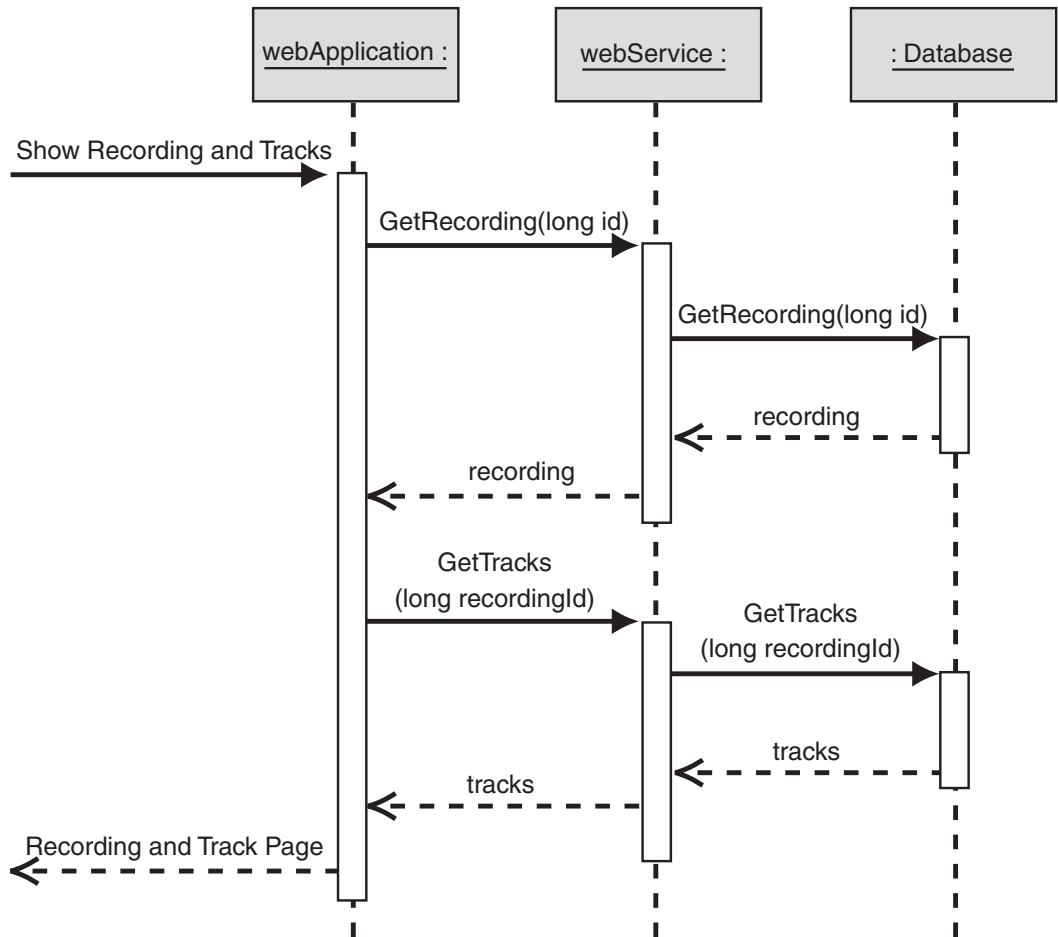 webApplication :
webService :
: Database
Show Recording and Tracks
GetRecording(long id)
GetRecording(long id)
recording
recording
GetTracks
(long recordingId)
GetTracks
(long recordingId)
tracks
tracks
Recording and Track Page